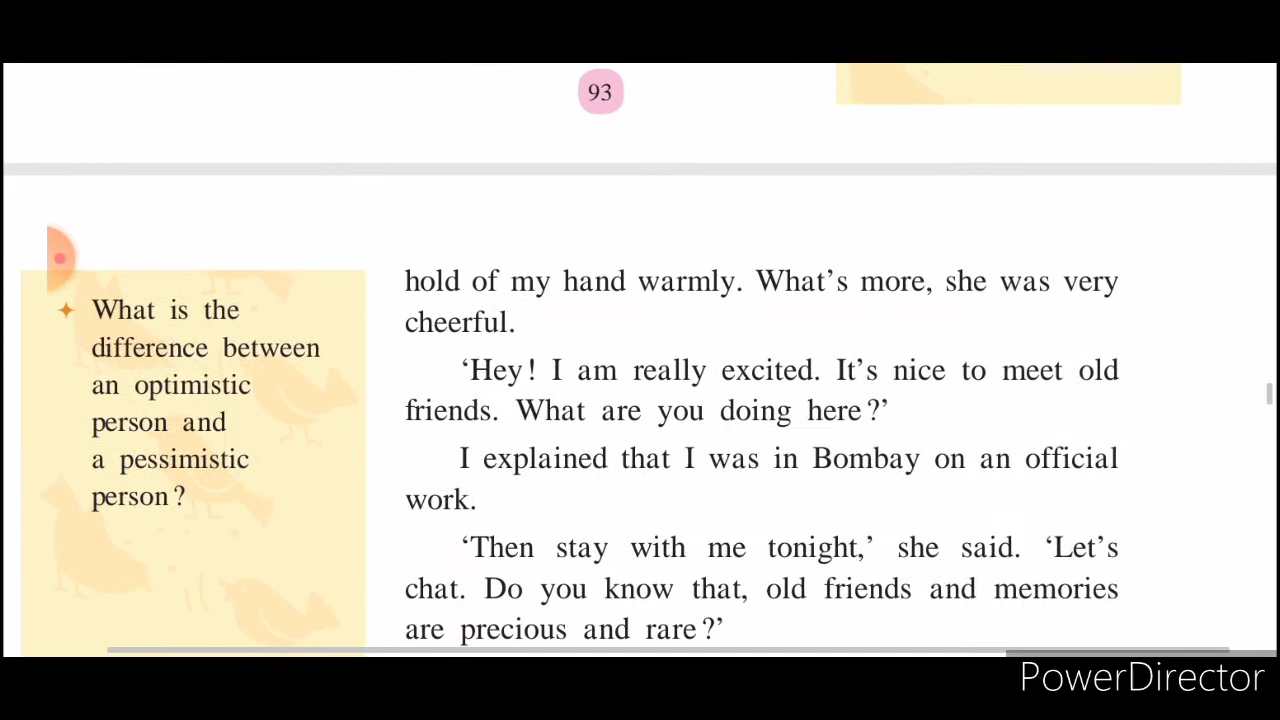 93
✦ What is the
difference between
an optimistic
person and
a pessimistic
person ?
hold of my hand warmly. What’s more, she was very
cheerful.
‘Hey ! I am really excited. It’s nice to meet old
friends. What are you doing here ?’
I explained that I was in Bombay on an official
work.
‘Then stay with me tonight,’ she said. ‘Let’s
chat. Do you know that, old friends and memories
are precious and rare ?’
PowerDirector